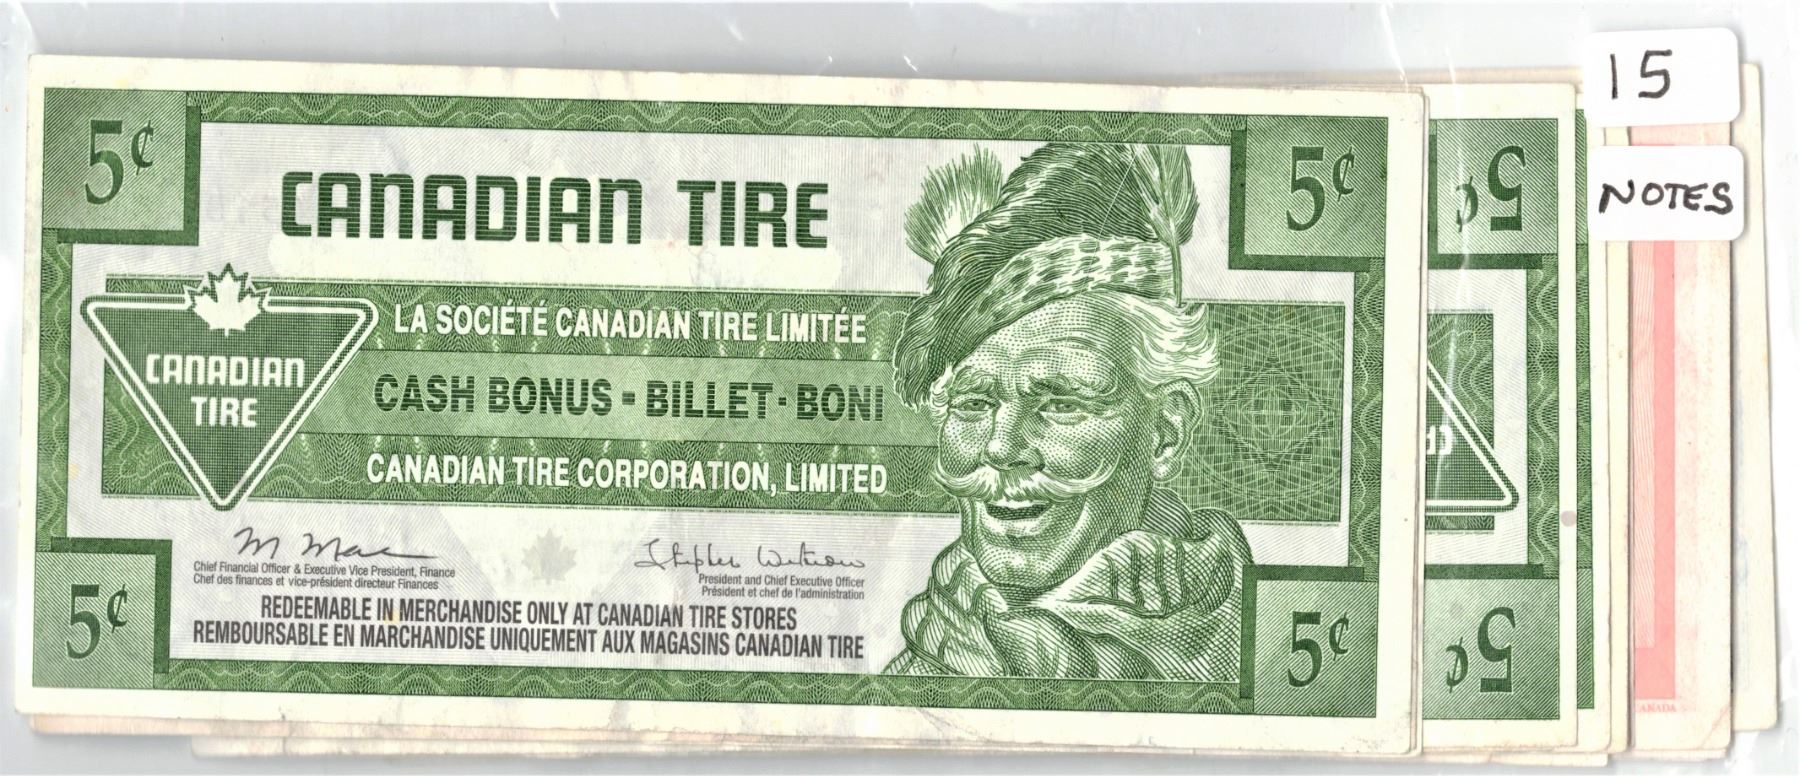 15
NOTES
5¢
5¢
5¢
CANADIAN TIRE
LA SOCIÉTÉ CANADIAN TIRE LIMITÉE
CANADIAN
TIRE
CASH BONUS - BILLET - BONI
CANADIAN TIRE CORPORATION, LIMITED
Chief Financial Officer & Executive Vice President, Finance
Chef des finances et vice-président directeur Finances
President and Chief Executive Officer
Président et chef de l'administration
REDEEMABLE IN MERCHANDISE ONLY AT CANADIAN TIRE STORES
REMBOURSABLE EN MARCHANDISE UNIQUEMENT AUX MAGASINS CANADIAN TIRE
5¢
5¢
5¢
CANADA